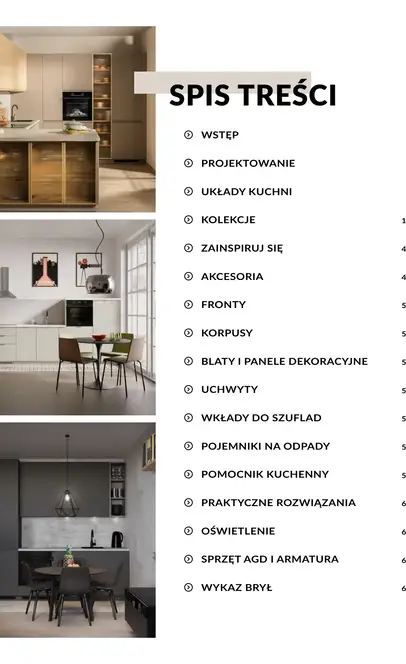 SPIS TREŚCI
WSTĘP
PROJEKTOWANIE
UKŁADY KUCHNI
KOLEKCJE 1
ZAINSPIRUJ SIĘ 4
AKCESORIA 4
FRONTY 5
KORPUSY 5
BLATY I PANELE DEKORACYJNE 5
UCHWYTY 5
WKŁADY DO SZUFLAD 5
POJEMNIKI NA ODPADY 5
POMOCNIK KUCHENNY 5
PRAKTYCZNE ROZWIĄZANIA 6
OŚWIETLENIE 6
SPRZĘT AGD I ARMATURA 6
WYKAZ BRYŁ 6